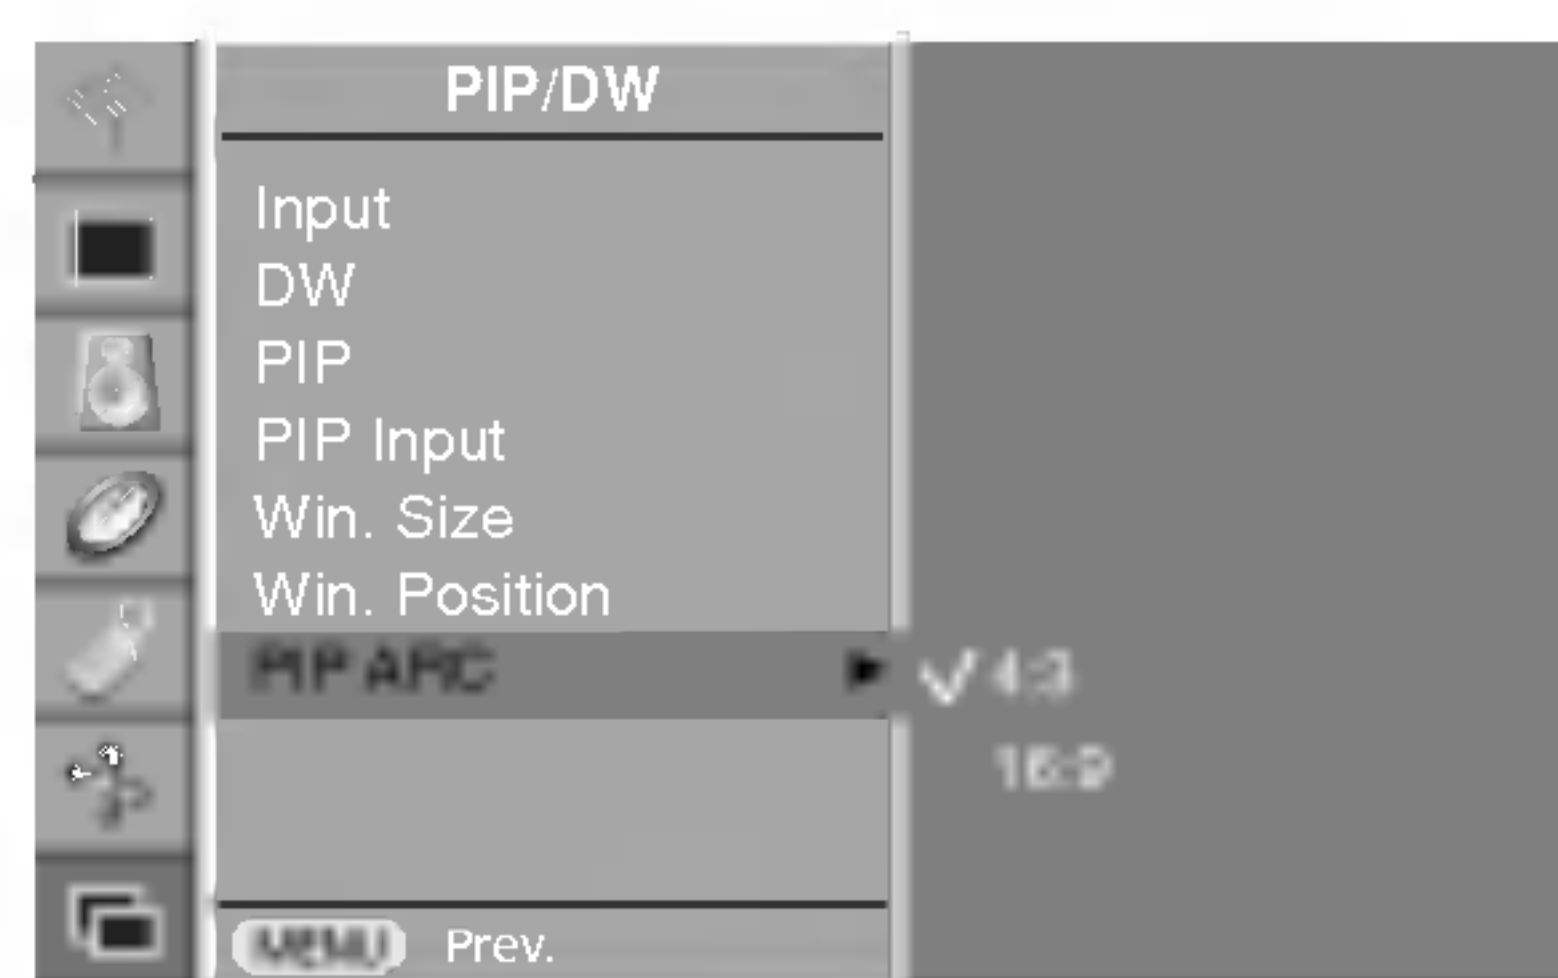 PIP/DW
Input
DW
PIP
PIP Input
Win. Size
Win. Position
PIP ARC
4:3
16:9
MENU Prev.